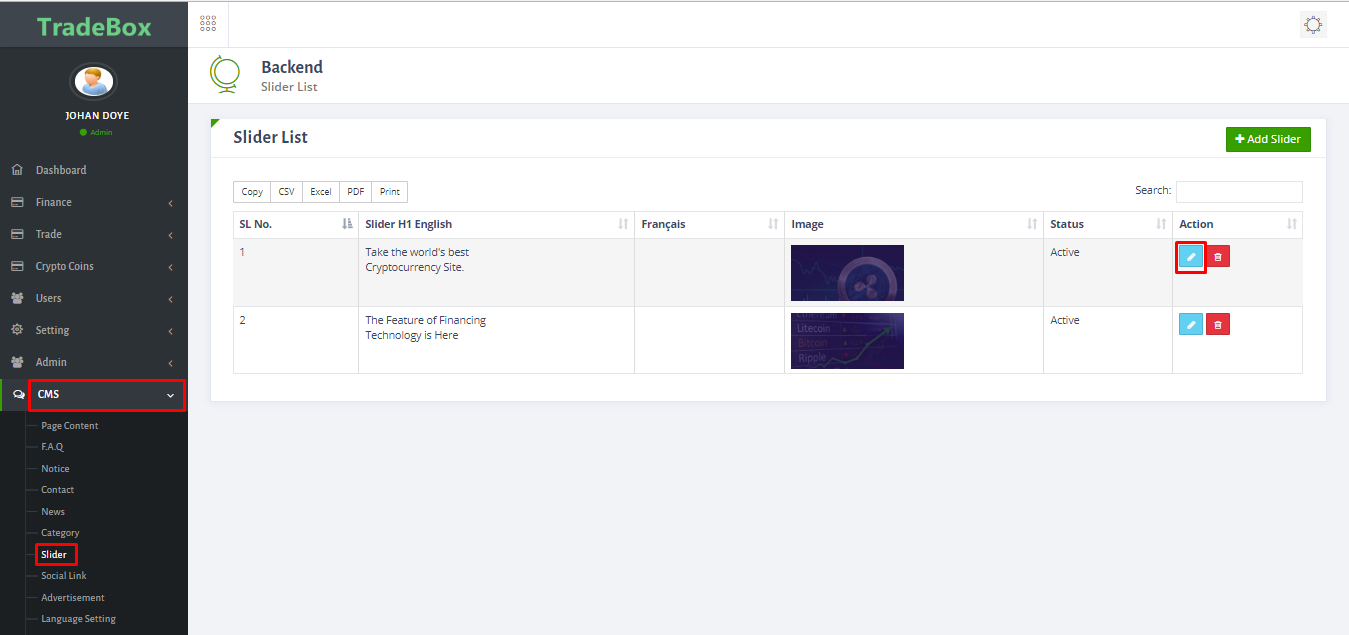 TradeBox
JOHAN DOYE
Admin
Dashboard
Finance
Trade
Crypto Coins
Users
Setting
Admin
CMS
Page Content
F.A.Q
Notice
Contact
News
Category
Slider
Social Link
Advertisement
Language Setting
Backend
Slider List
Slider List
Add Slider
Copy CSV Excel PDF Print
Search:
SL No. Slider H1 English Français Image Status Action
1 Take the world's best Active
Cryptocurrency Site.
2 The Feature of Financing Active
Technology is Here
Litecoin
Bitcoin
Ripple